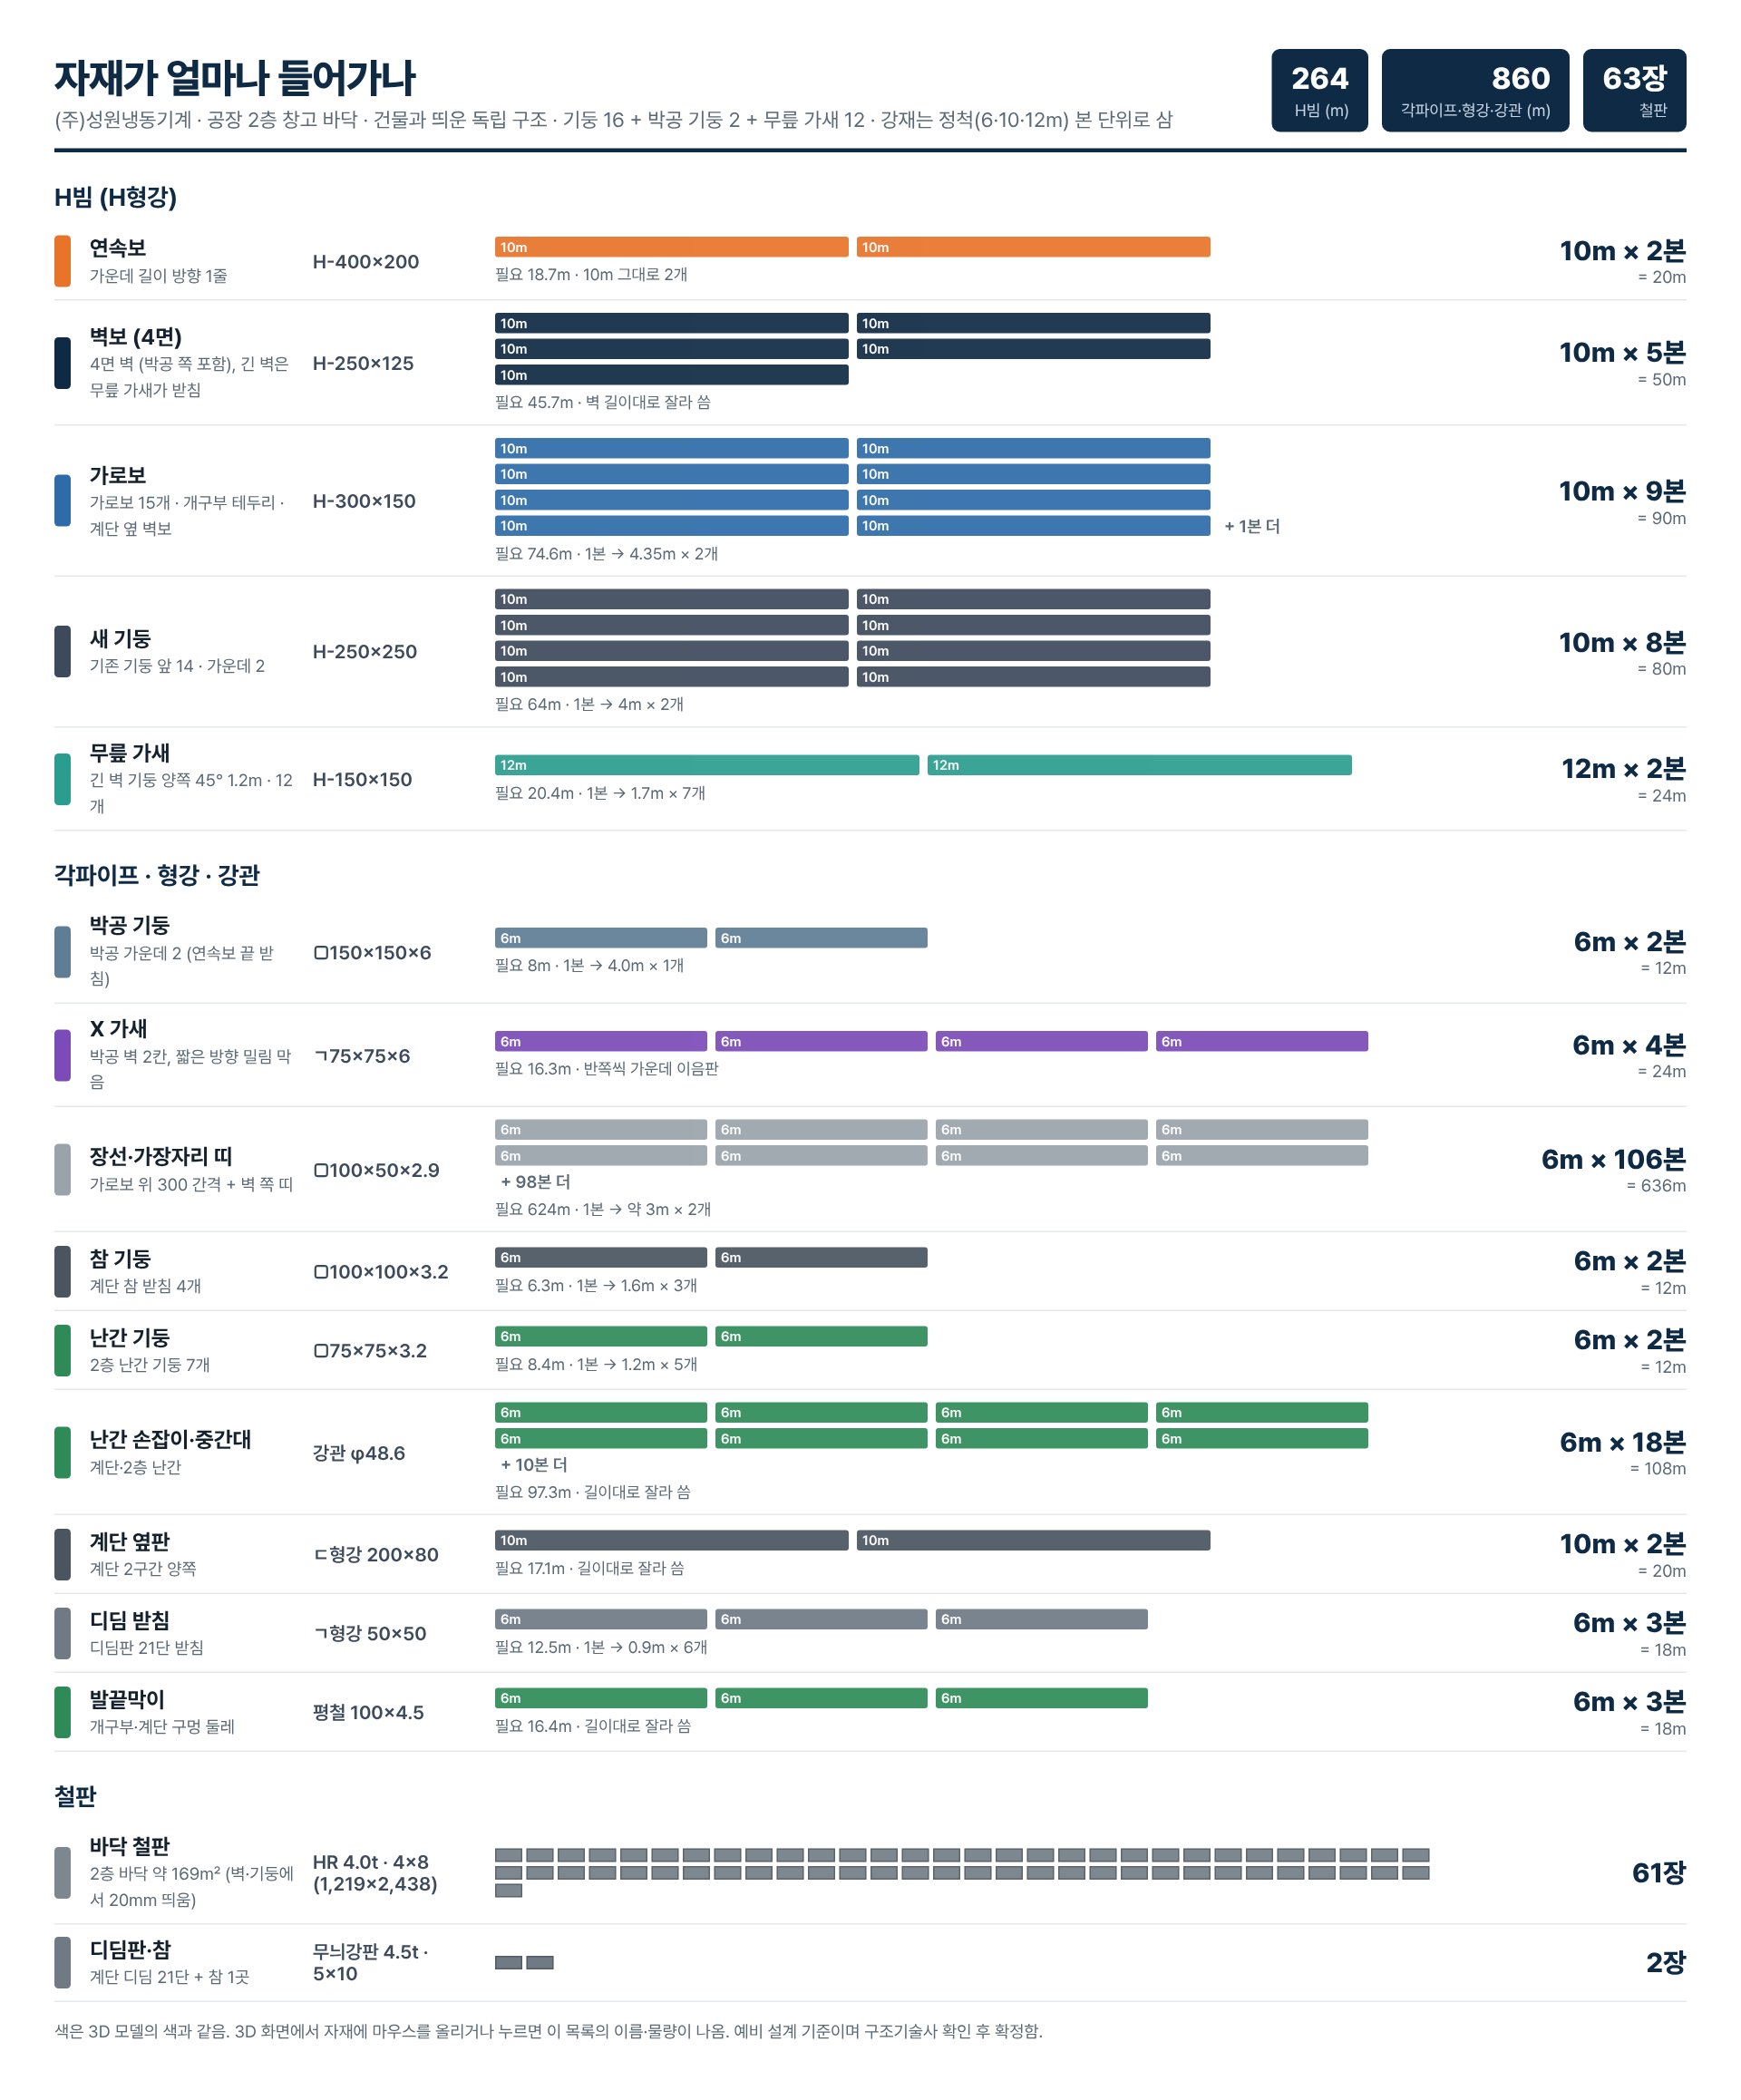 자재가 얼마나 들어가나
(주)성원냉동기계 · 공장 2층 창고 바닥 · 건물과 띄운 독립 구조 · 기둥 16 + 박공 기둥 2 + 무릎 가새 12 · 강재는 정척(6·10·12m) 본 단위로 삼
264
H빔 (m)
860
각파이프·형강·강관 (m)
63장
철판
H빔 (H형강)
연속보
가운데 길이 방향 1줄
H-400×200
10m 10m
필요 18.7m · 10m 그대로 2개
10m × 2본
= 20m
벽보 (4면)
4면 벽 (박공 쪽 포함), 긴 벽은
무릎 가새가 받침
H-250×125
10m 10m
10m 10m
10m
필요 45.7m · 벽 길이대로 잘라 씀
10m × 5본
= 50m
가로보
가로보 15개 · 개구부 테두리 ·
계단 옆 벽보
H-300×150
10m 10m
10m 10m
10m 10m
10m 10m + 1본 더
필요 74.6m · 1본 → 4.35m × 2개
10m × 9본
= 90m
새 기둥
기존 기둥 앞 14 · 가운데 2
H-250×250
10m 10m
10m 10m
10m 10m
10m 10m
필요 64m · 1본 → 4m × 2개
10m × 8본
= 80m
무릎 가새
긴 벽 기둥 양쪽 45° 1.2m · 12
개
H-150×150
12m 12m
필요 20.4m · 1본 → 1.7m × 7개
12m × 2본
= 24m
각파이프 · 형강 · 강관
박공 기둥
박공 가운데 2 (연속보 끝 받
침)
▢150×150×6
6m 6m
필요 8m · 1본 → 4.0m × 1개
6m × 2본
= 12m
X 가새
박공 벽 2칸, 짧은 방향 밀림 막
음
ㄱ75×75×6
6m 6m 6m 6m
필요 16.3m · 반쪽씩 가운데 이음판
6m × 4본
= 24m
장선·가장자리 띠
가로보 위 300 간격 + 벽 쪽 띠
▢100×50×2.9
6m 6m 6m 6m
6m 6m 6m 6m
+ 98본 더
필요 624m · 1본 → 약 3m × 2개
6m × 106본
= 636m
참 기둥
계단 참 받침 4개
▢100×100×3.2
6m 6m
필요 6.3m · 1본 → 1.6m × 3개
6m × 2본
= 12m
난간 기둥
2층 난간 기둥 7개
▢75×75×3.2
6m 6m
필요 8.4m · 1본 → 1.2m × 5개
6m × 2본
= 12m
난간 손잡이·중간대
계단·2층 난간
강관 φ48.6
6m 6m 6m 6m
6m 6m 6m 6m
+ 10본 더
필요 97.3m · 길이대로 잘라 씀
6m × 18본
= 108m
계단 옆판
계단 2구간 양쪽
ㄷ형강 200×80
10m 10m
필요 17.1m · 길이대로 잘라 씀
10m × 2본
= 20m
디딤 받침
디딤판 21단 받침
ㄱ형강 50×50
6m 6m 6m
필요 12.5m · 1본 → 0.9m × 6개
6m × 3본
= 18m
발끝막이
개구부·계단 구멍 둘레
평철 100×4.5
6m 6m 6m
필요 16.4m · 길이대로 잘라 씀
6m × 3본
= 18m
철판
바닥 철판
2층 바닥 약 169m² (벽·기둥에
서 20mm 띄움)
HR 4.0t · 4×8
(1,219×2,438)
61장
디딤판·참
계단 디딤 21단 + 참 1곳
무늬강판 4.5t ·
5×10
2장
색은 3D 모델의 색과 같음. 3D 화면에서 자재에 마우스를 올리거나 누르면 이 목록의 이름·물량이 나옴. 예비 설계 기준이며 구조기술사 확인 후 확정함.